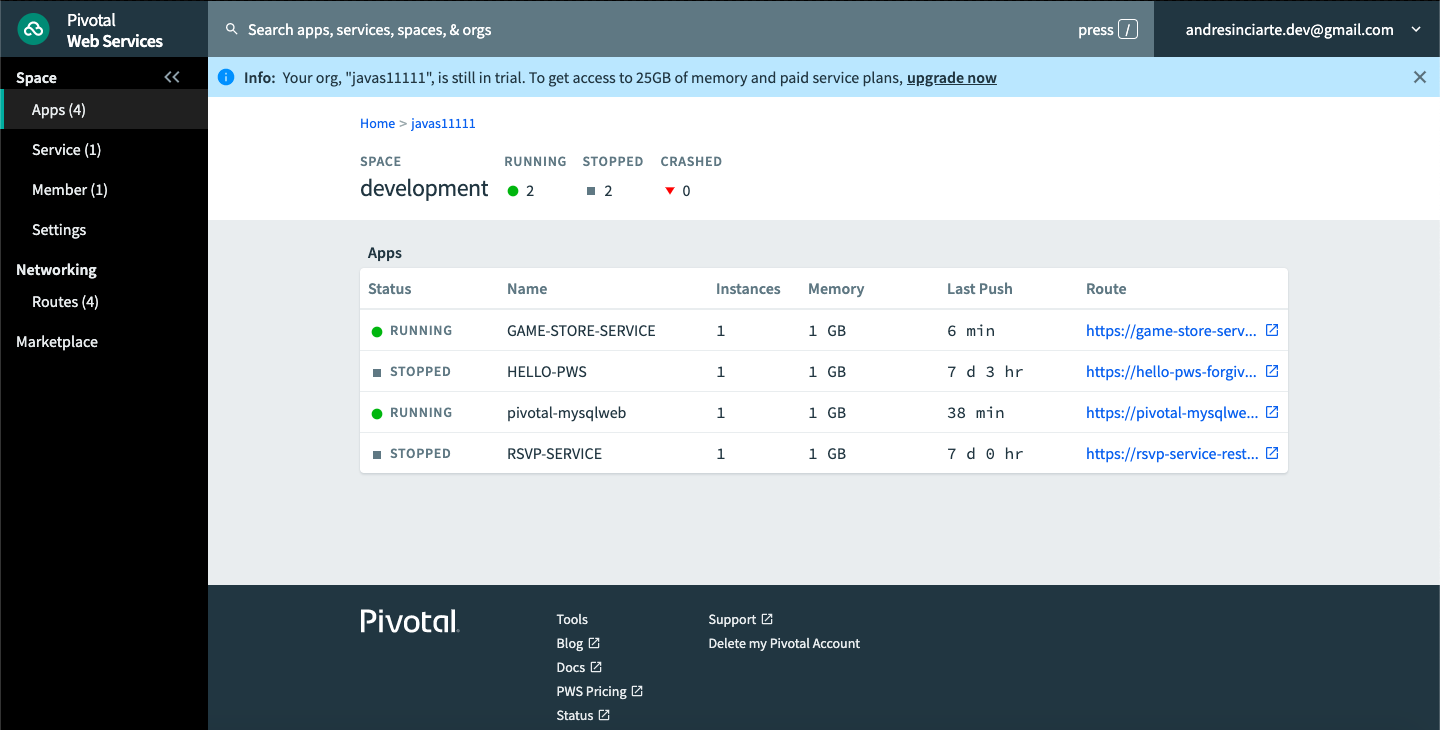 Pivotal
Web Services
Search apps, services, spaces, & orgs
press /
andresinciarte.dev@gmail.com
Space
Apps (4)
Service (1)
Member (1)
Settings
Networking
Routes (4)
Marketplace
Info: Your org, "javas11111", is still in trial. To get access to 25GB of memory and paid service plans, upgrade now
Home > javas11111
SPACE RUNNING STOPPED CRASHED
development 2 2 0
Apps
Status Name Instances Memory Last Push Route
RUNNING GAME-STORE-SERVICE 1 1 GB 6 min https://game-store-serv...
STOPPED HELLO-PWS 1 1 GB 7 d 3 hr https://hello-pws-forgiv...
RUNNING pivotal-mysqlweb 1 1 GB 38 min https://pivotal-mysqlwe...
STOPPED RSVP-SERVICE 1 1 GB 7 d 0 hr https://rsvp-service-rest...
Pivotal.
Tools
Blog
Docs
PWS Pricing
Status
Support
Delete my Pivotal Account